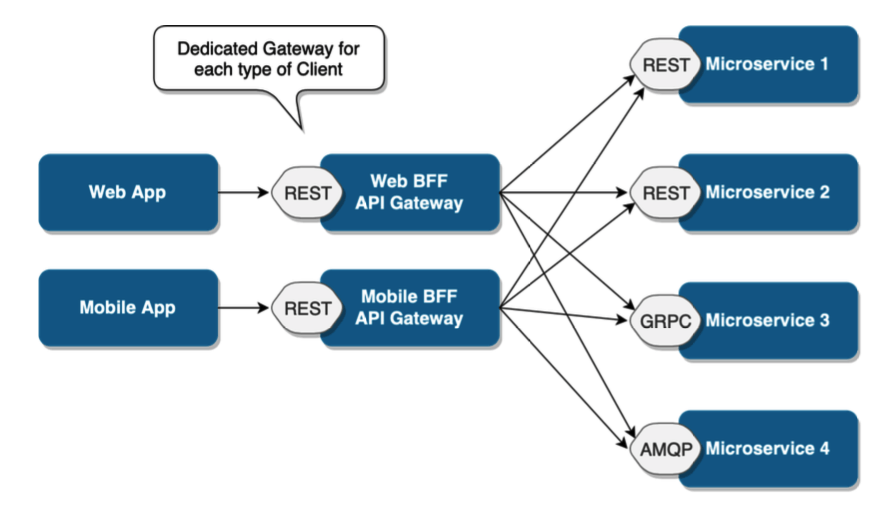 Dedicated Gateway for
each type of Client
REST
Microservice 1
Web App
REST
Web BFF
API Gateway
REST
Microservice 2
Mobile App
REST
Mobile BFF
API Gateway
GRPC
Microservice 3
AMQP
Microservice 4